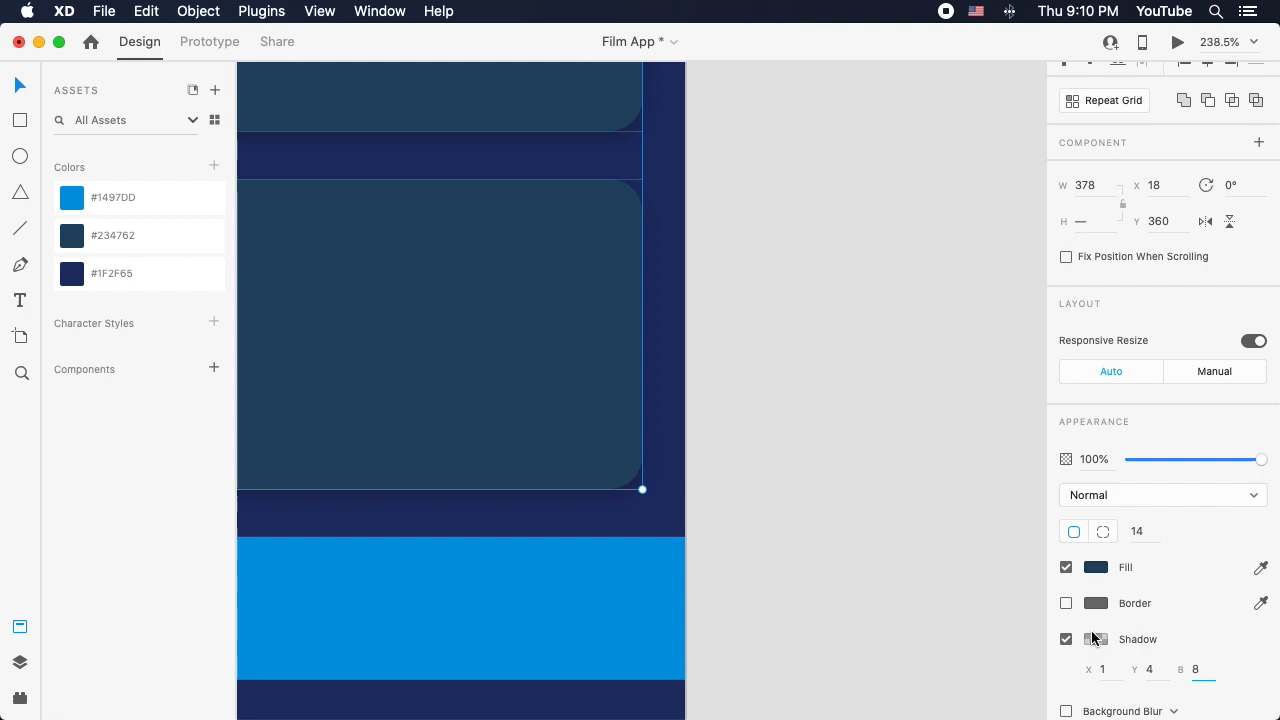 XD File Edit Object Plugins View Window Help Thu 9:10 PM YouTube
Design Prototype Share Film App * 238.5%
ASSETS
All Assets
Colors
#1497DD
#234762
#1F2F65
Character Styles
Components
Repeat Grid
COMPONENT
W 378 X 18 0°
H — Y 360
Fix Position When Scrolling
LAYOUT
Responsive Resize
Auto Manual
APPEARANCE
100%
Normal
14
Fill
Border
Shadow
X 1 Y 4 B 8
Background Blur